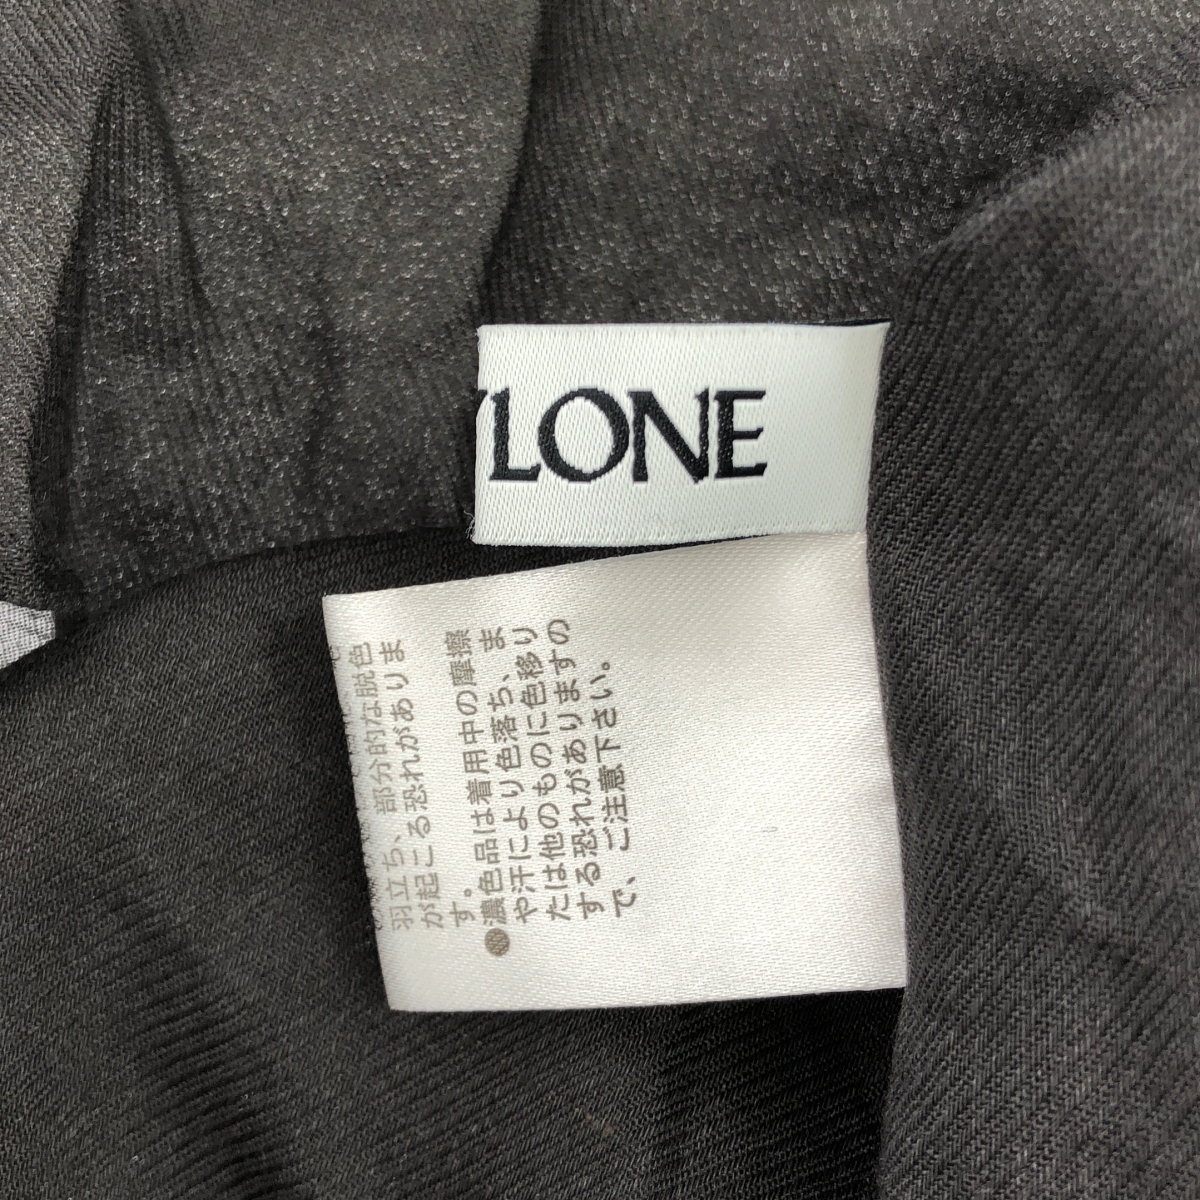 LONE
羽立ち、部分的な脱色
が起こる恐れがありま
す。
●濃色品は着用中の摩擦
や汗により色落ち、ま
たは他のものに色移り
する恐れがありますの
で、ご注意下さい。